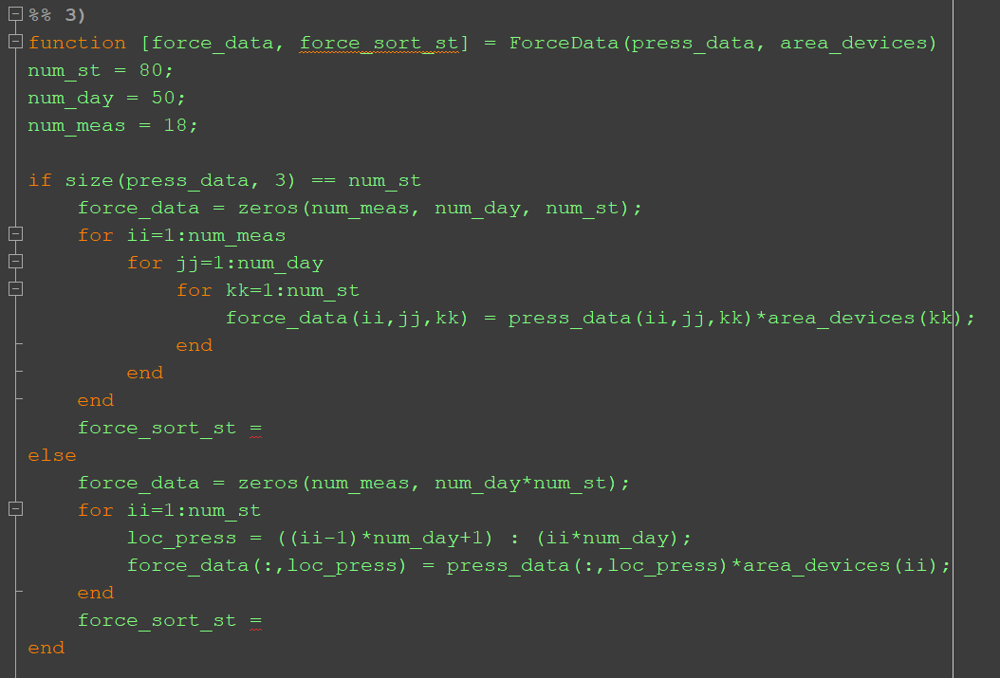 %% 3)
function [force_data, force_sort_st] = ForceData(press_data, area_devices)
num_st = 80;
num_day = 50;
num_meas = 18;
if size(press_data, 3) == num_st
    force_data = zeros(num_meas, num_day, num_st);
    for ii=1:num_meas
        for jj=1:num_day
            for kk=1:num_st
                force_data(ii,jj,kk) = press_data(ii,jj,kk)*area_devices(kk);
            end
        end
    end
    force_sort_st =
else
    force_data = zeros(num_meas, num_day*num_st);
    for ii=1:num_st
        loc_press = ((ii-1)*num_day+1) : (ii*num_day);
        force_data(:,loc_press) = press_data(:,loc_press)*area_devices(ii);
    end
    force_sort_st =
end